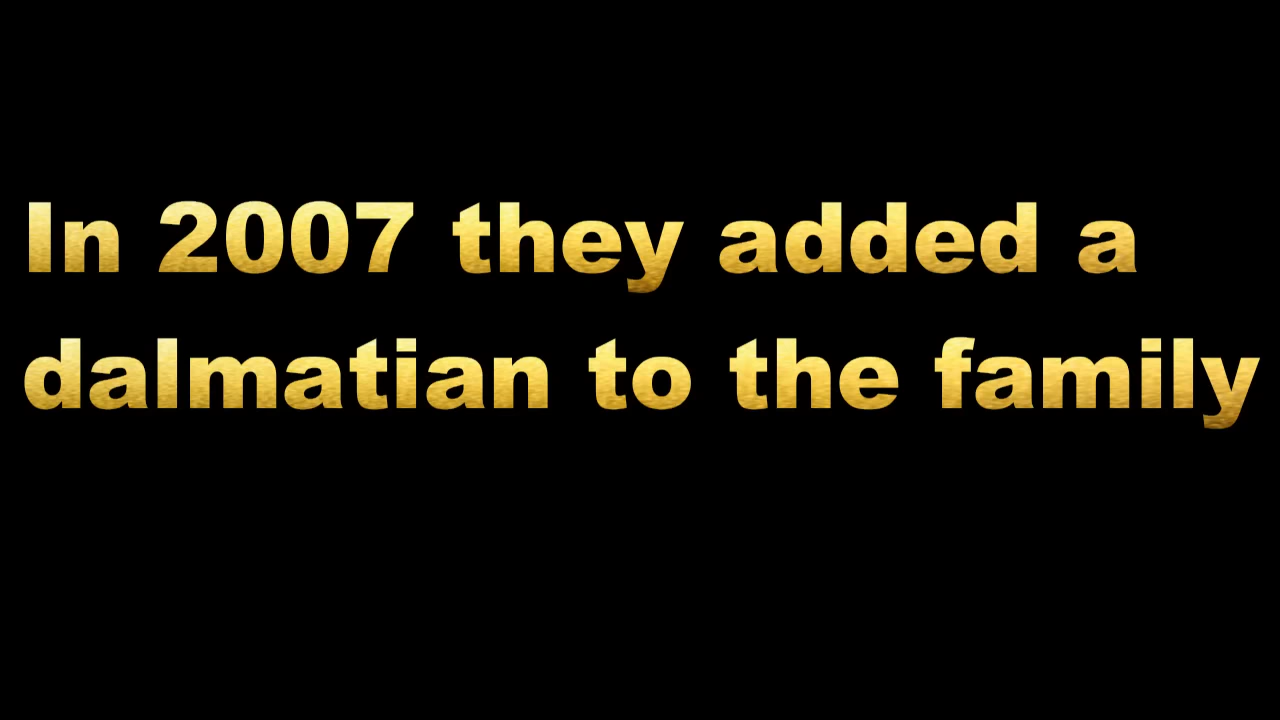 In 2007 they added a
dalmatian to the family